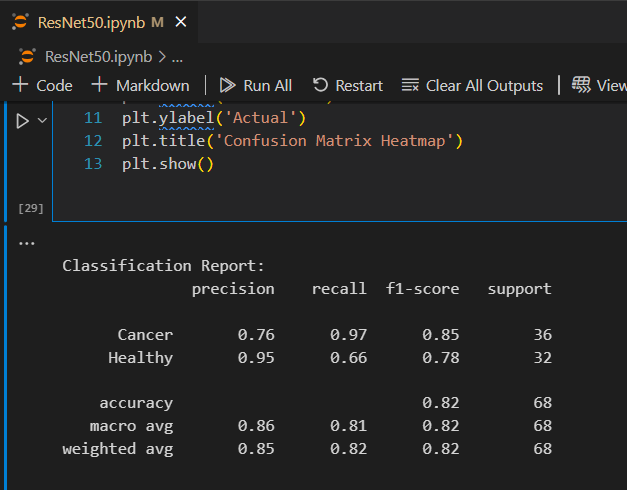 ResNet50.ipynb M
ResNet50.ipynb > ...
Code Markdown Run All Restart Clear All Outputs View
11 plt.ylabel('Actual')
12 plt.title('Confusion Matrix Heatmap')
13 plt.show()
[29]
...
Classification Report:
precision recall f1-score support
Cancer 0.76 0.97 0.85 36
Healthy 0.95 0.66 0.78 32
accuracy 0.82 68
macro avg 0.86 0.81 0.82 68
weighted avg 0.85 0.82 0.82 68